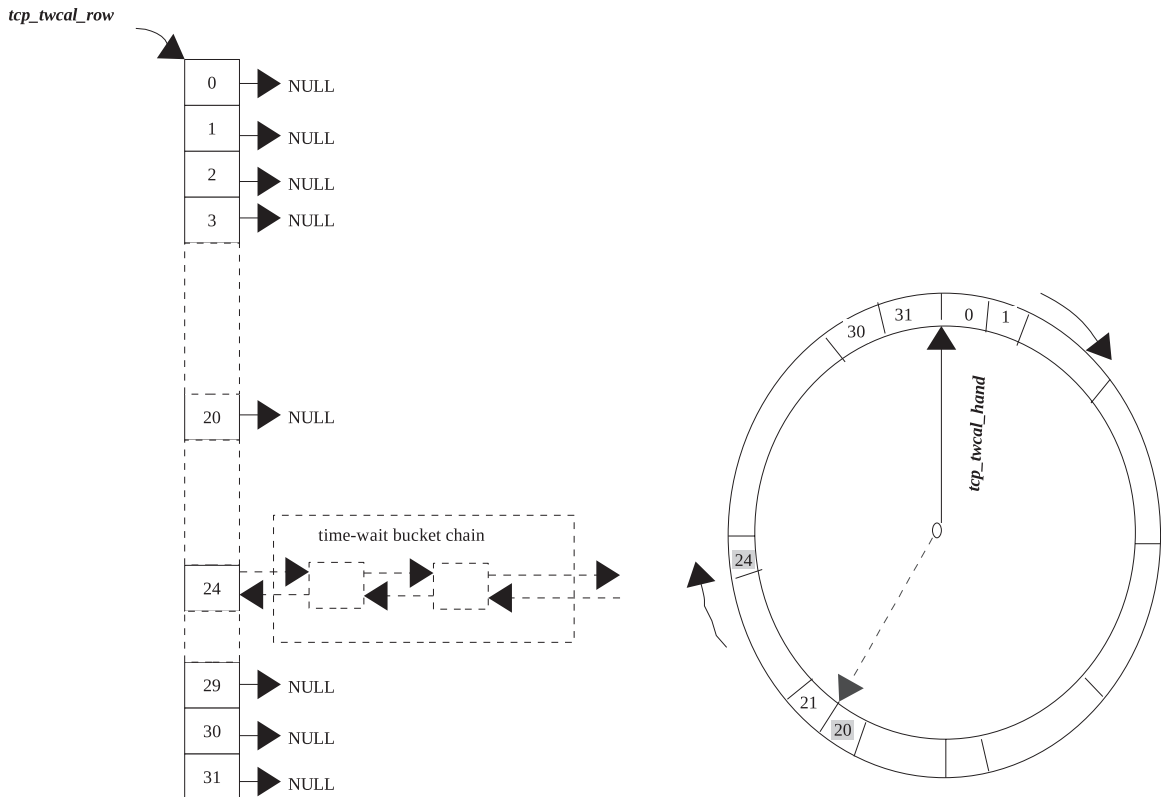 tcp_twcal_row
0
NULL
1
NULL
2
NULL
3
NULL
20
NULL
time-wait bucket chain
24
29
NULL
30
NULL
31
NULL
30
31
0
1
tcp_twcal_hand
24
21
20